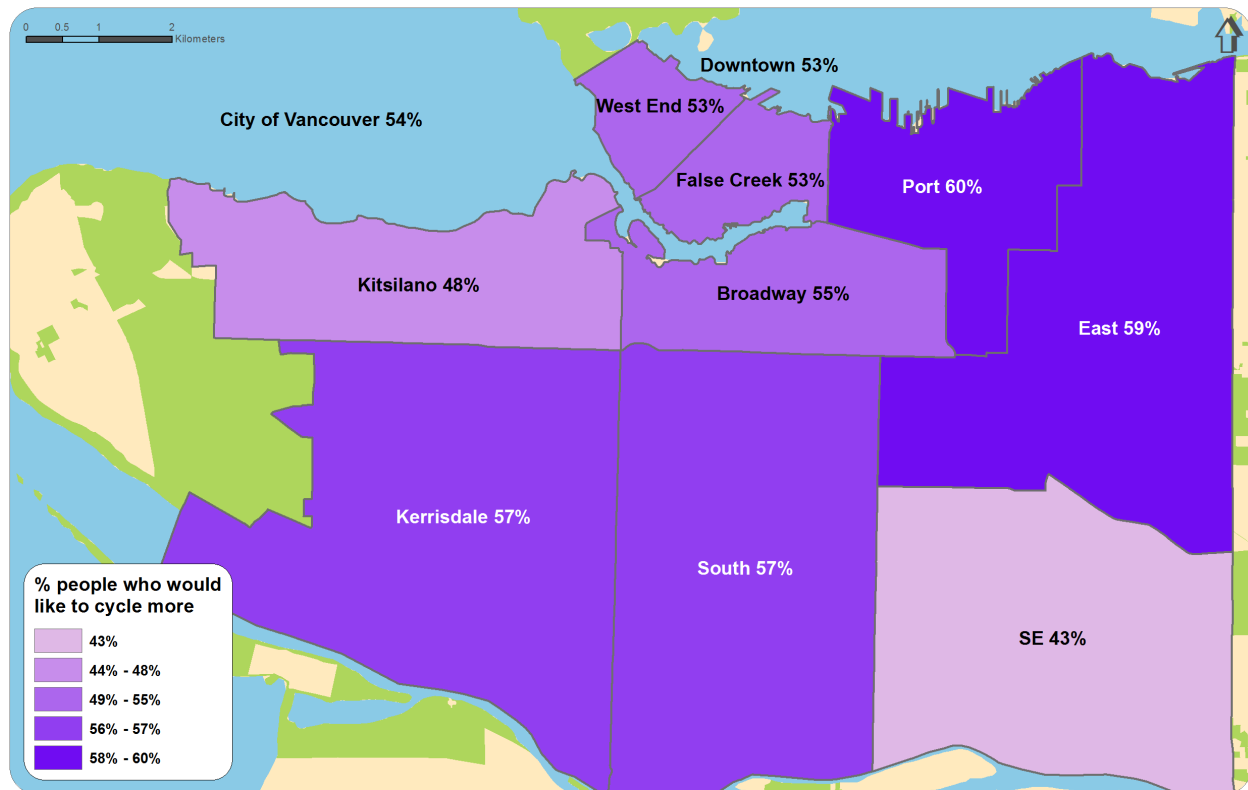 0 0.5 1 2
Kilometers
Downtown 53%
West End 53%
City of Vancouver 54%
False Creek 53%
Port 60%
Kitsilano 48%
Broadway 55%
East 59%
Kerrisdale 57%
South 57%
SE 43%
% people who would
like to cycle more
43%
44% - 48%
49% - 55%
56% - 57%
58% - 60%